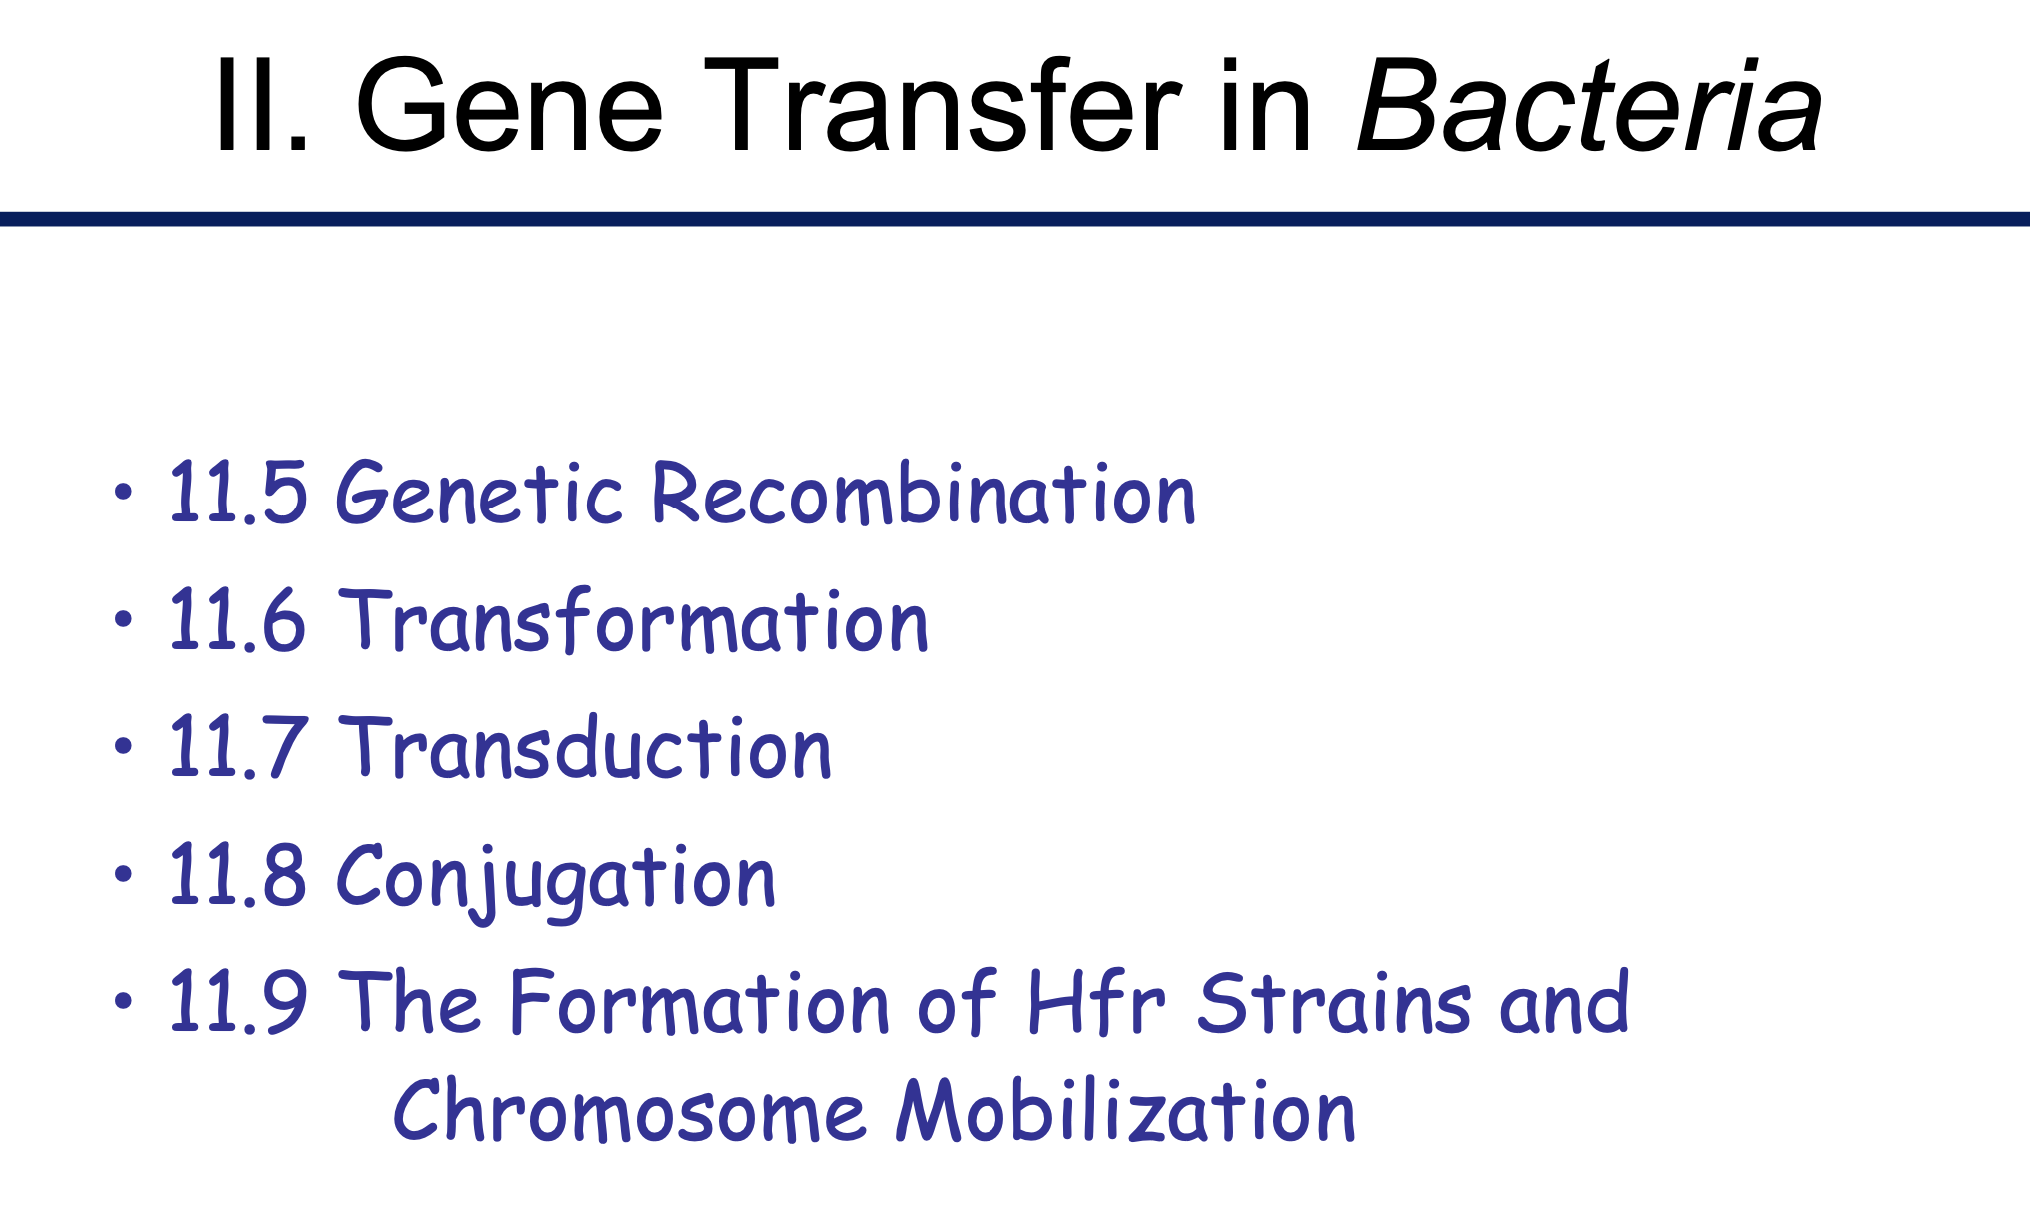 II. Gene Transfer in Bacteria
• 11.5 Genetic Recombination
• 11.6 Transformation
• 11.7 Transduction
• 11.8 Conjugation
• 11.9 The Formation of Hfr Strains and
Chromosome Mobilization